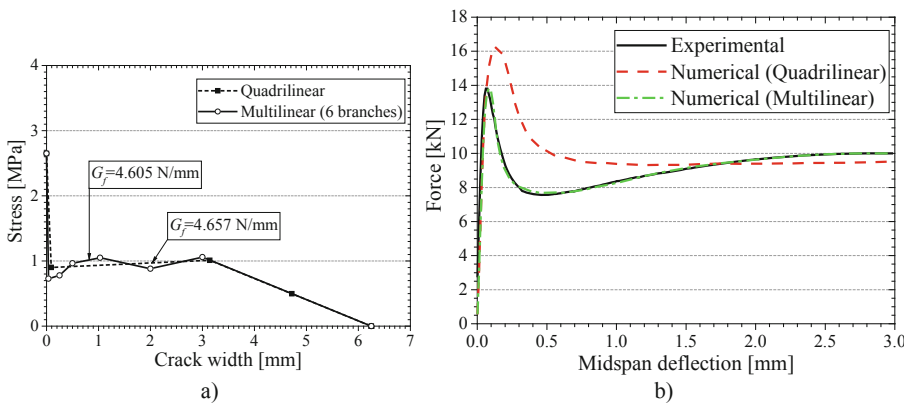 4
3
2
1
0
Stress [MPa]
Quadrilinear
Multilinear (6 branches)
G_f=4.605 N/mm
G_f=4.657 N/mm
0 1 2 3 4 5 6 7
Crack width [mm]
a)
18
16
14
12
10
8
6
4
2
0
Force [kN]
Experimental
Numerical (Quadrilinear)
Numerical (Multilinear)
0.0 0.5 1.0 1.5 2.0 2.5 3.0
Midspan deflection [mm]
b)